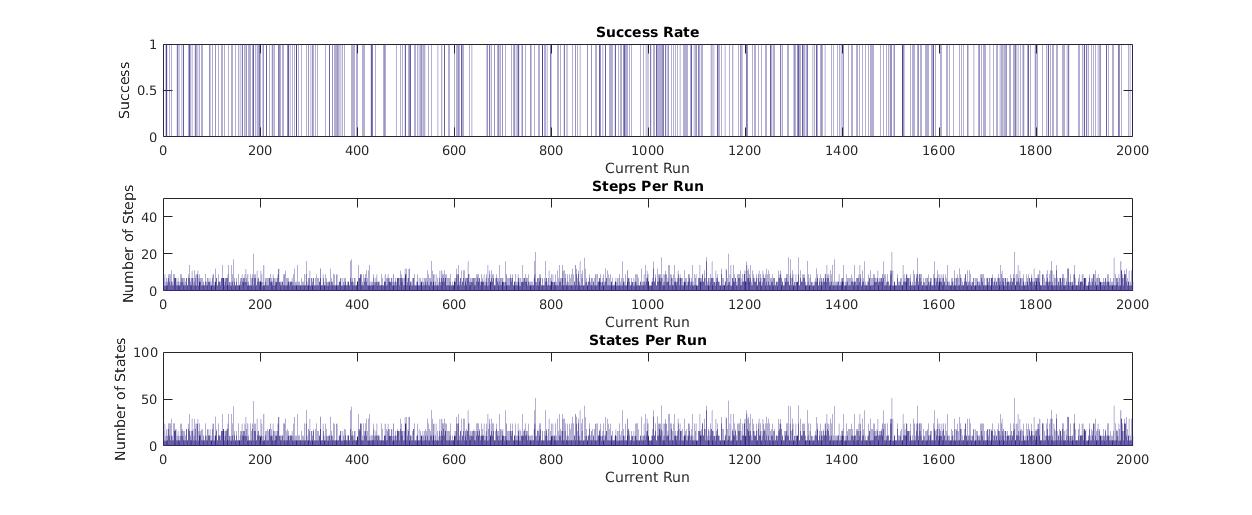 Success Rate
1
0.5
0
Success
0 200 400 600 800 1000 1200 1400 1600 1800 2000
Current Run
Steps Per Run
40
20
0
Number of Steps
0 200 400 600 800 1000 1200 1400 1600 1800 2000
Current Run
States Per Run
100
50
0
Number of States
0 200 400 600 800 1000 1200 1400 1600 1800 2000
Current Run